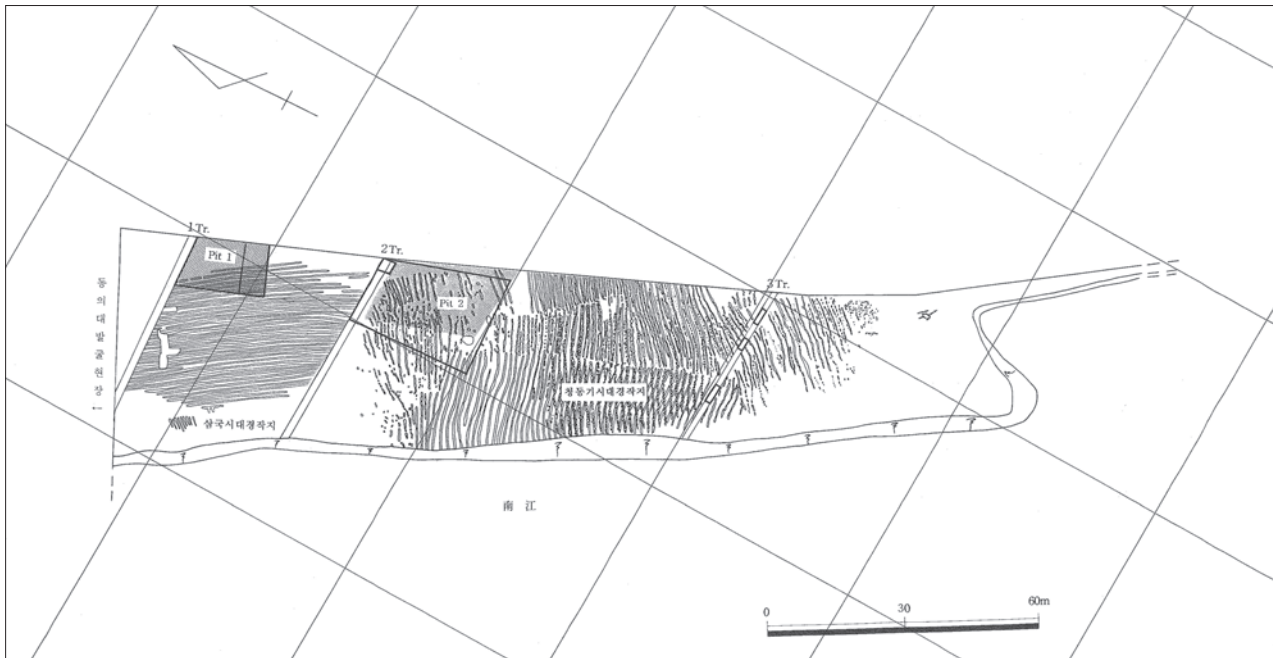 1Tr.
Pit 1
2Tr.
Pit 2
3Tr.
동의대발굴현장
청동기시대경작지
삼국시대경작지
南 江
0
30
60m